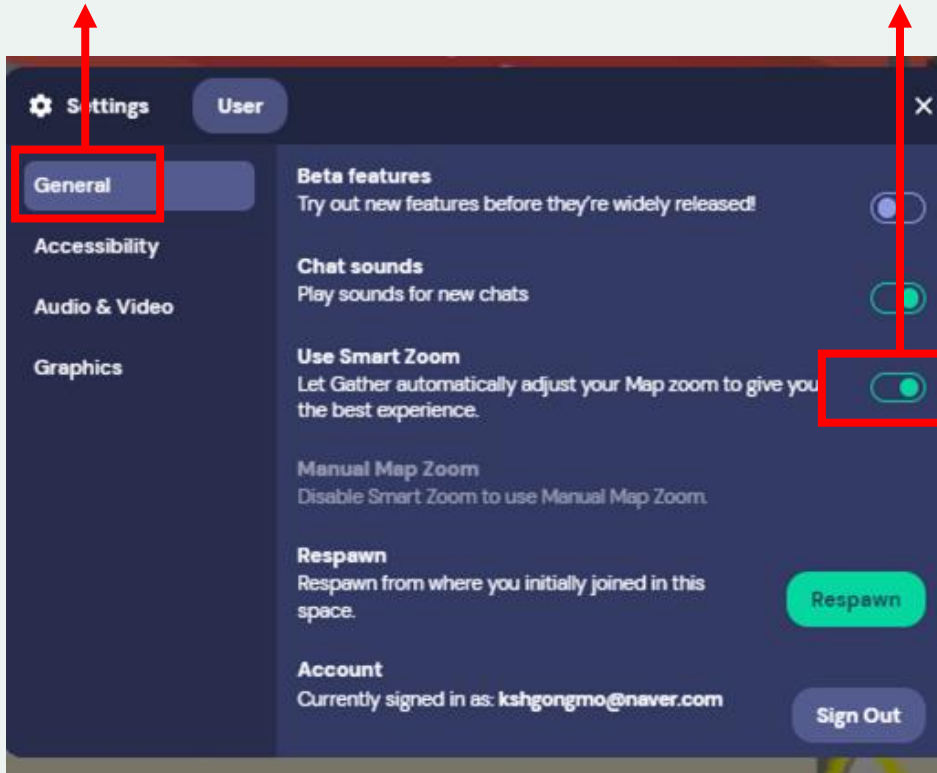 Settings
User
General
Accessibility
Audio & Video
Graphics
Beta features
Try out new features before they're widely released!
Chat sounds
Play sounds for new chats
Use Smart Zoom
Let Gather automatically adjust your Map zoom to give you
the best experience.
Manual Map Zoom
Disable Smart Zoom to use Manual Map Zoom.
Respawn
Respawn from where you initially joined in this
space.
Respawn
Account
Currently signed in as: kshgongmo@naver.com
Sign Out